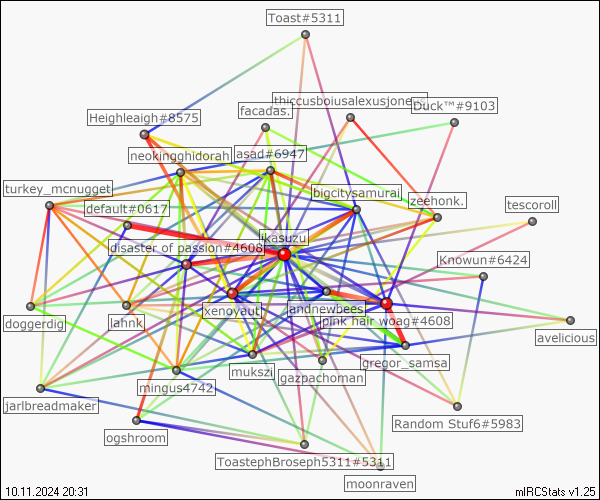 Toast#5311
thiccusboiusalexusjones
Duck™#9103
facadas.
Heighleaigh#8575
neokingghidorah
asad#6947
turkey_mcnugget
bigcitysamurai
zeehonk.
tescoroll
default#0617
likasuzu
disaster of passion#4608
Knowun#6424
xenoyaut
andnewbees
pink hair woag#4608
doggerdig
lahnk
avelicious
gregor_samsa
mukszi
gazpachoman
mingus4742
jarlbreadmaker
Random Stuf6#5983
ogshroom
ToastephBroseph5311#5311
moonraven
10.11.2024 20:31
mIRCStats v1.25